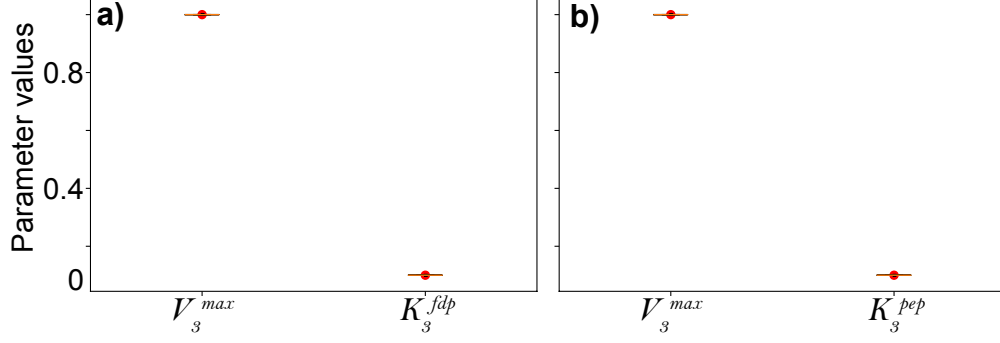 a)
b)
Parameter values
0.8
0.4
0
V₃ᵐᵃˣ
K₃ᶠᵈᵖ
V₃ᵐᵃˣ
K₃ᵖᵉᵖ